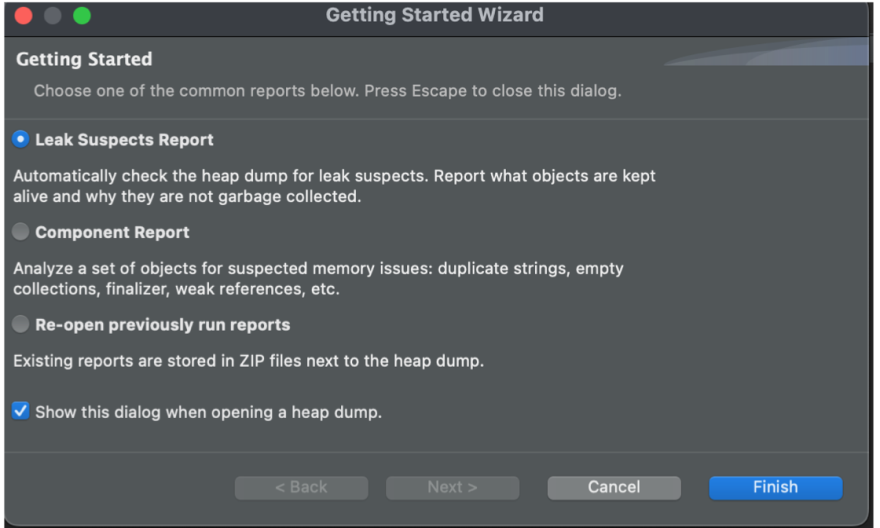 Getting Started Wizard
Getting Started
Choose one of the common reports below. Press Escape to close this dialog.
Leak Suspects Report
Automatically check the heap dump for leak suspects. Report what objects are kept
alive and why they are not garbage collected.
Component Report
Analyze a set of objects for suspected memory issues: duplicate strings, empty
collections, finalizer, weak references, etc.
Re-open previously run reports
Existing reports are stored in ZIP files next to the heap dump.
Show this dialog when opening a heap dump.
< Back Next > Cancel Finish